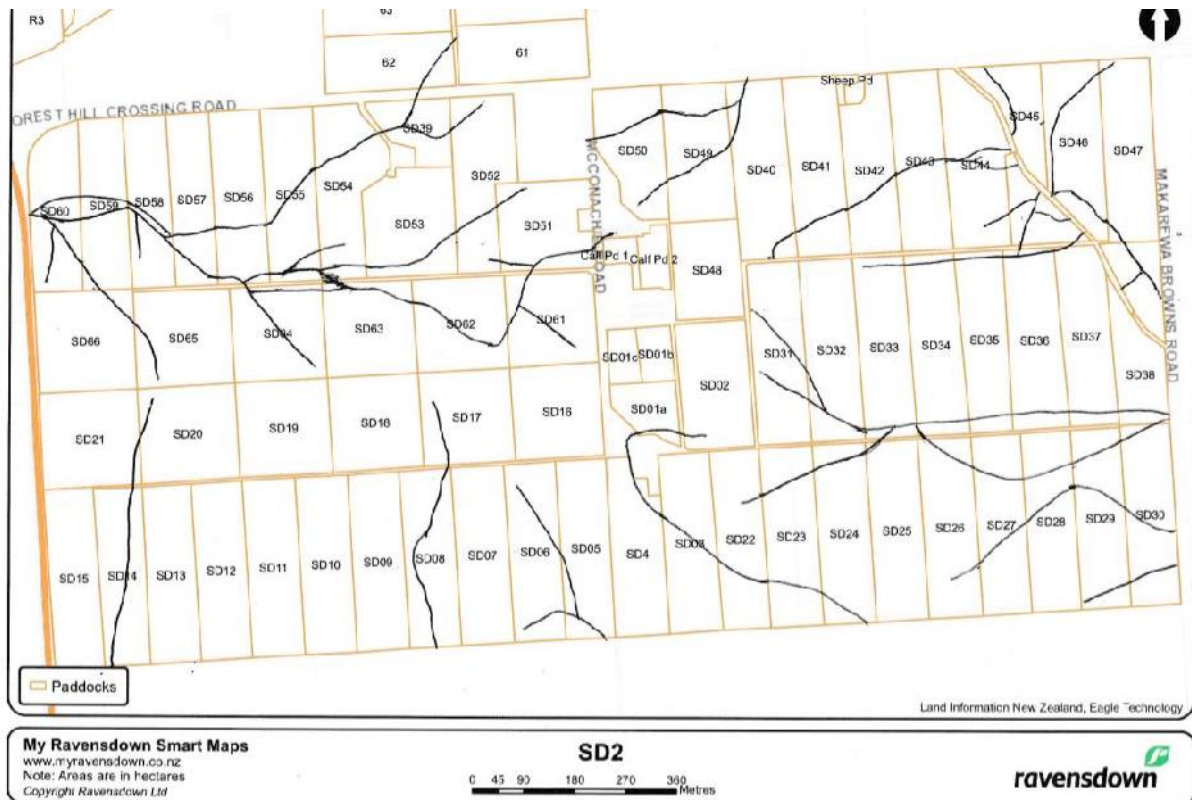 R3
63
62
61
OREST HILL CROSSING ROAD
Sheep Pd
SD39
SD45
SD50
SD49
SD46
SD47
SD40
SD41
SD42
SD43
SD44
SD60
SD59
SD58
SD57
SD56
SD55
SD54
SD52
SD53
SD51
MCCONACHIE ROAD
MAKAREWA BROWNS ROAD
Calf Pd 1
Calf Pd 2
SD48
SD66
SD65
SD64
SD63
SD62
SD61
SD01c
SD01b
SD31
SD32
SD33
SD34
SD35
SD36
SD37
SD38
SD02
SD01a
SD21
SD20
SD19
SD18
SD17
SD16
SD15
SD14
SD13
SD12
SD11
SD10
SD09
SD08
SD07
SD06
SD05
SD4
SD03
SD22
SD23
SD24
SD25
SD26
SD27
SD28
SD29
SD30
Paddocks
Land Information New Zealand, Eagle Technology
My Ravensdown Smart Maps
www.myravensdown.co.nz
Note: Areas are in hectares
Copyright Ravensdown Ltd
SD2
0 45 90 180 270 360
Metres
ravensdown